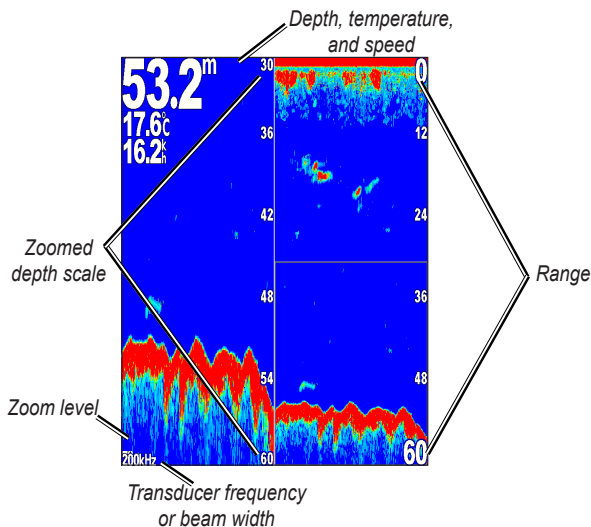 Depth, temperature,
and speed
53.2m
17.6°C
16.2k/h
30
36
42
48
54
60
0
12
24
36
48
60
Zoomed
depth scale
Range
Zoom level
200kHz
Transducer frequency
or beam width